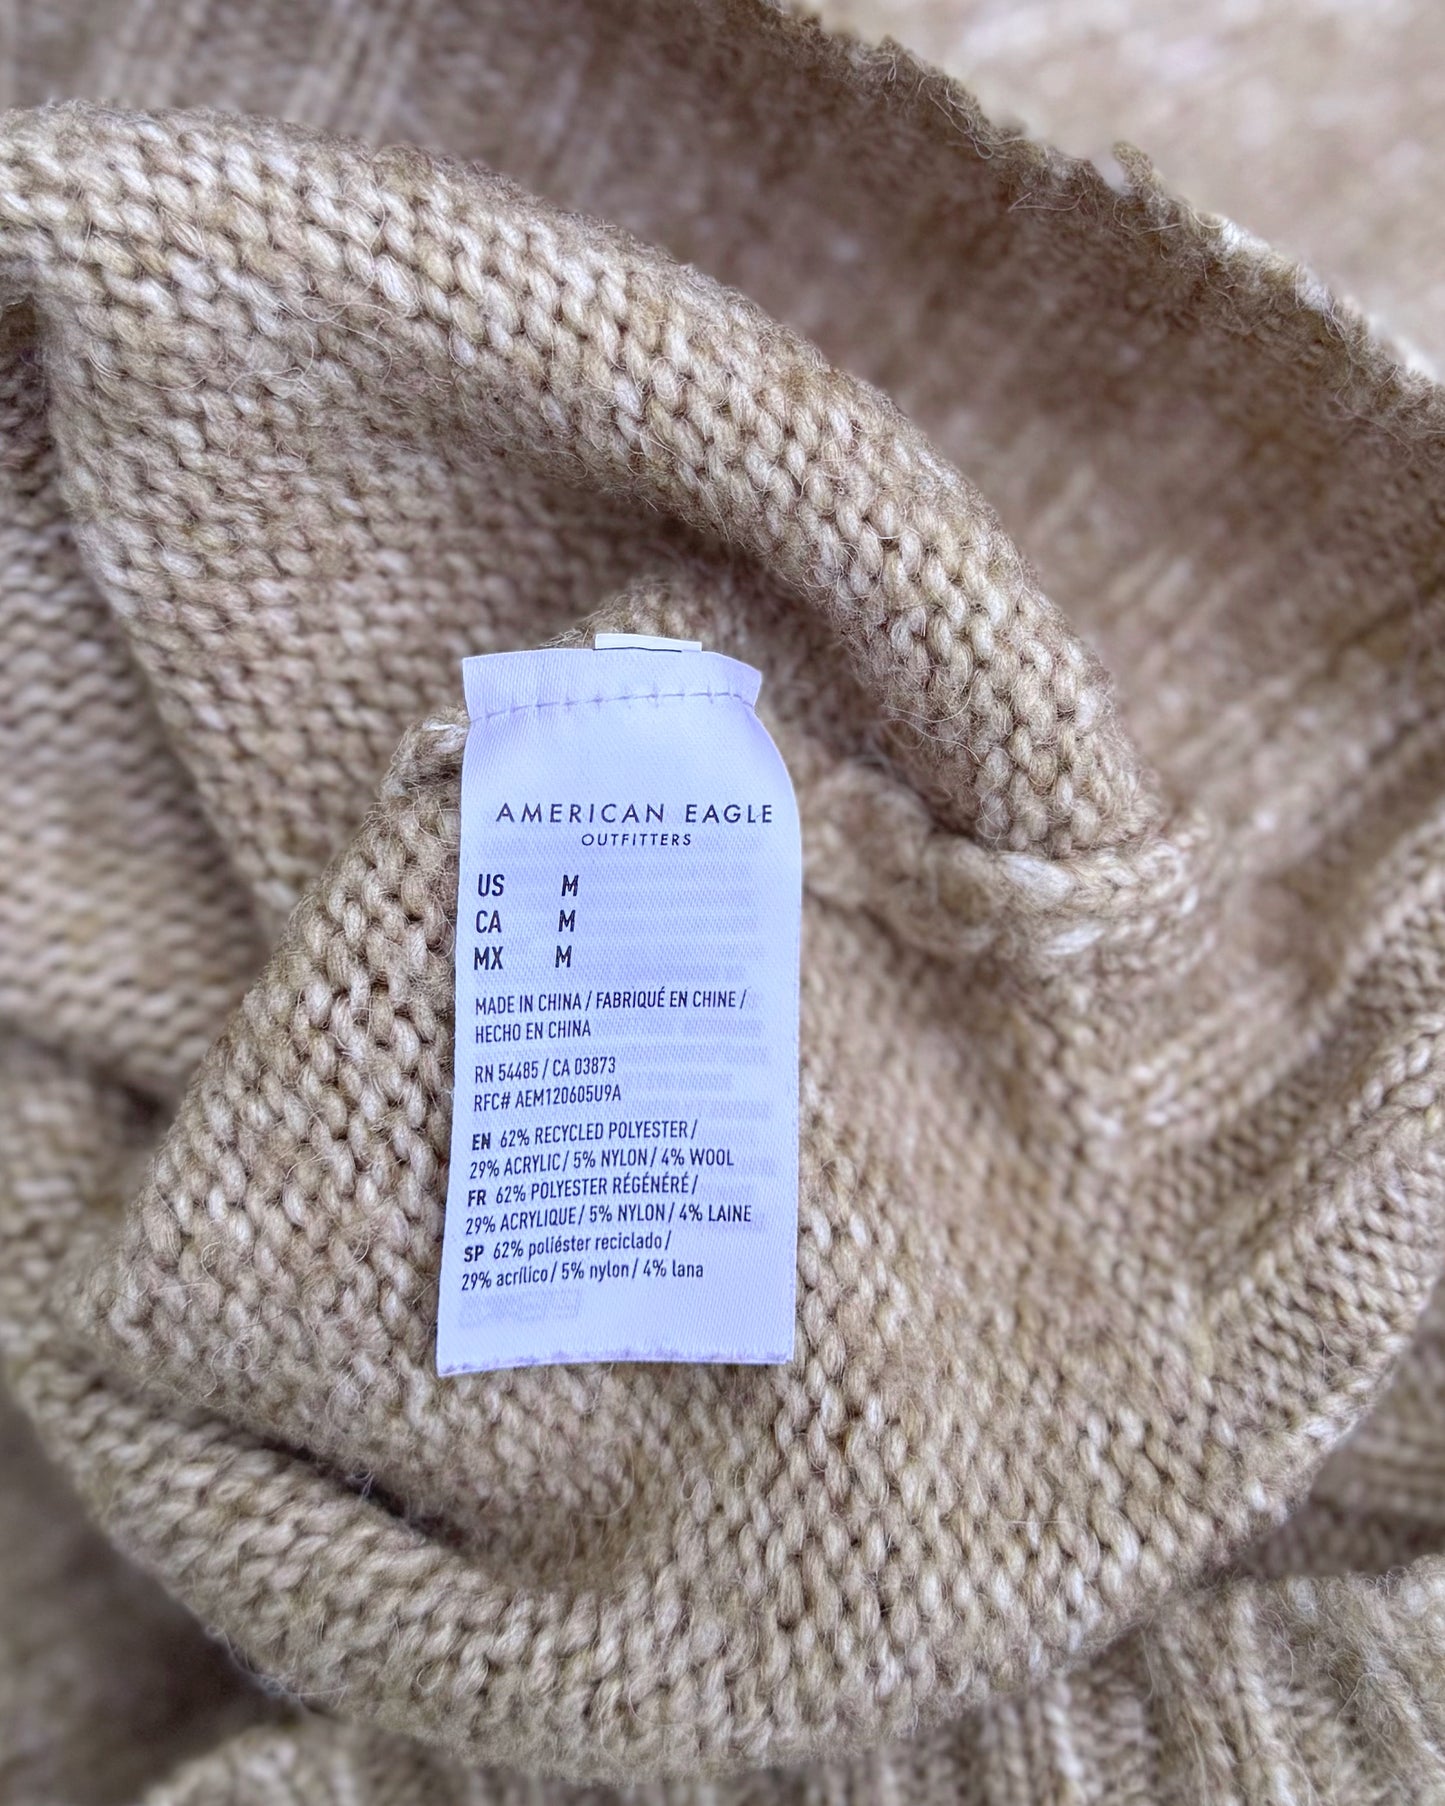 AMERICAN EAGLE
OUTFITTERS
US M
CA M
MX M
MADE IN CHINA / FABRIQUÉ EN CHINE /
HECHO EN CHINA
RN 54485 / CA 03873
RFC# AEM120605U9A
EN 62% RECYCLED POLYESTER /
29% ACRYLIC / 5% NYLON / 4% WOOL
FR 62% POLYESTER RÉGÉNÉRÉ /
29% ACRYLIQUE / 5% NYLON / 4% LAINE
SP 62% poliéster reciclado /
29% acrílico / 5% nylon / 4% lana